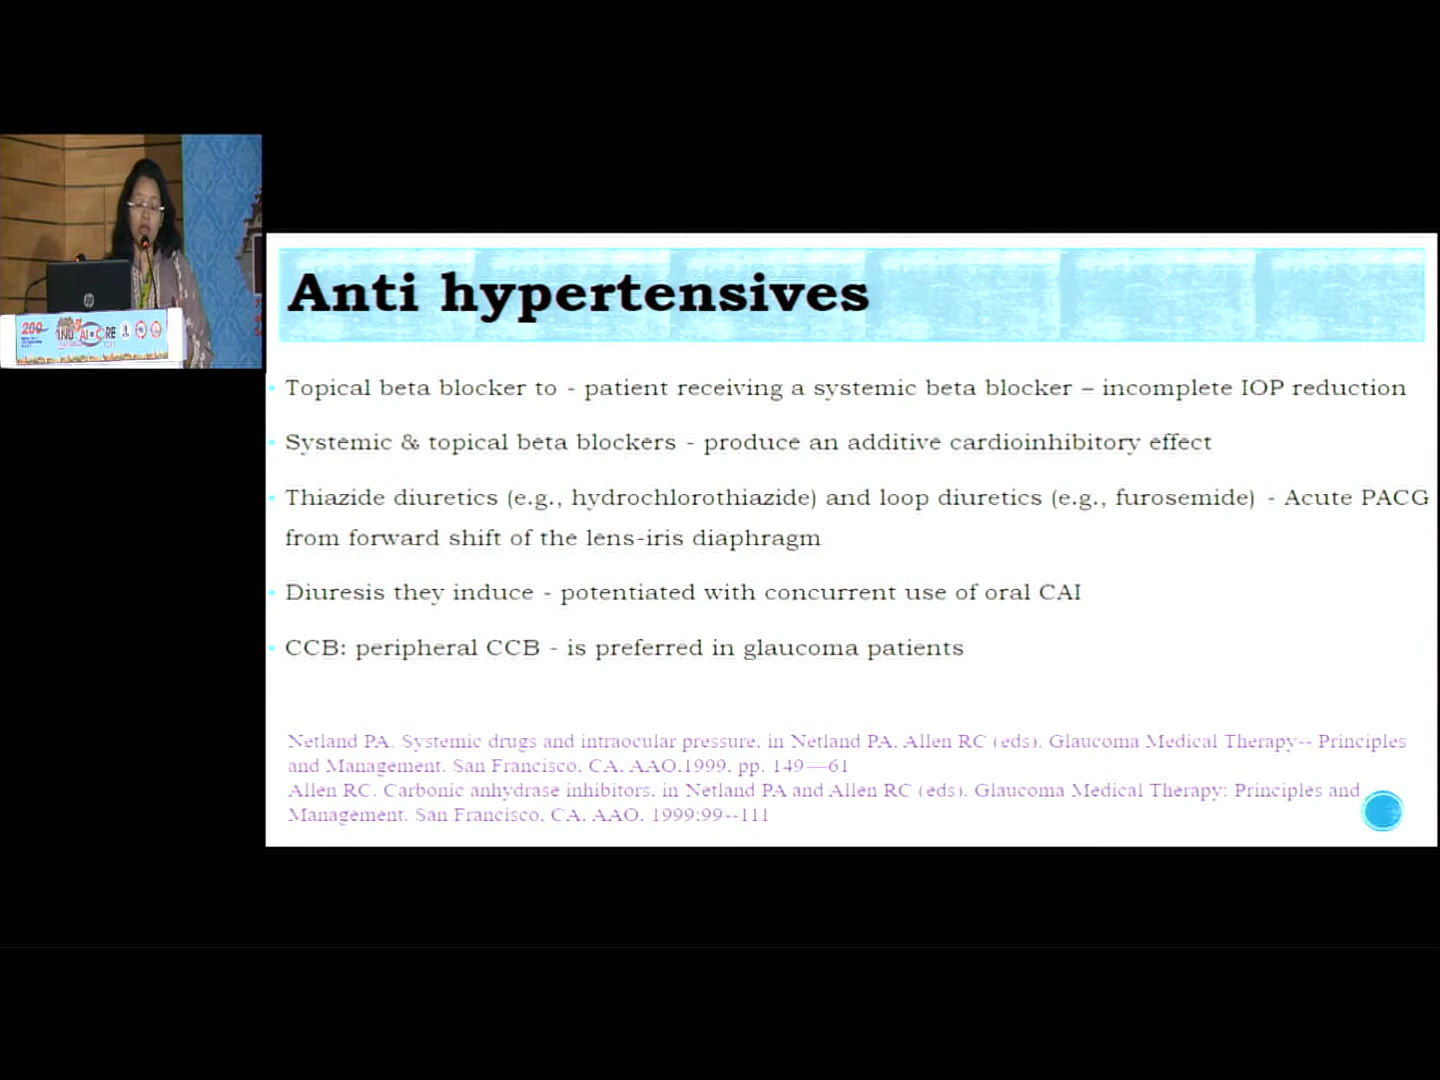 Anti hypertensives
Topical beta blocker to - patient receiving a systemic beta blocker – incomplete IOP reduction
Systemic & topical beta blockers - produce an additive cardioinhibitory effect
Thiazide diuretics (e.g., hydrochlorothiazide) and loop diuretics (e.g., furosemide) - Acute PACG
from forward shift of the lens-iris diaphragm
Diuresis they induce - potentiated with concurrent use of oral CAI
CCB: peripheral CCB - is preferred in glaucoma patients
Netland PA. Systemic drugs and intraocular pressure. in Netland PA. Allen RC (eds). Glaucoma Medical Therapy-- Principles
and Management. San Francisco. CA. AAO.1999. pp. 149—61
Allen RC. Carbonic anhydrase inhibitors. in Netland PA and Allen RC (eds). Glaucoma Medical Therapy: Principles and
Management. San Francisco. CA. AAO. 1999:99--111
200
hp